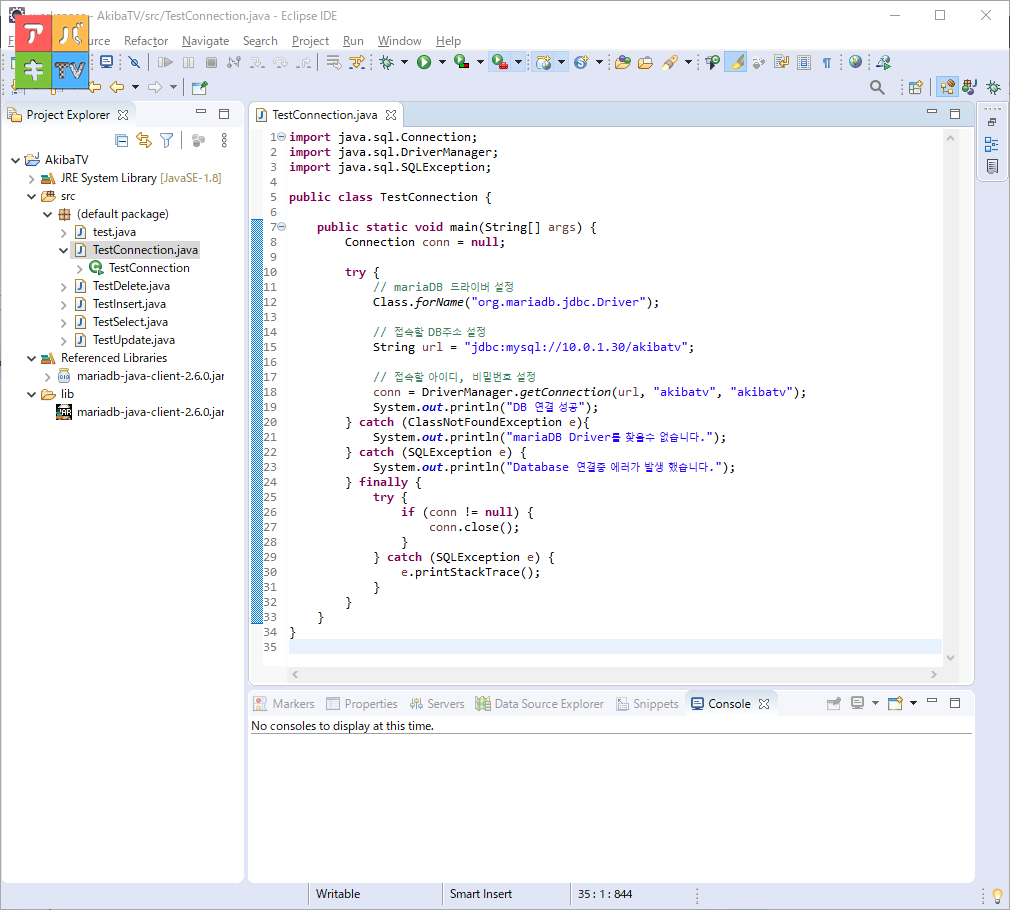 アバ
キTV
- AkibaTV/src/TestConnection.java - Eclipse IDE
Refactor Navigate Search Project Run Window Help
Project Explorer
AkibaTV
JRE System Library [JavaSE-1.8]
src
(default package)
test.java
TestConnection.java
TestConnection
TestDelete.java
TestInsert.java
TestSelect.java
TestUpdate.java
Referenced Libraries
mariadb-java-client-2.6.0.jar
lib
mariadb-java-client-2.6.0.jar
TestConnection.java
1 import java.sql.Connection;
2 import java.sql.DriverManager;
3 import java.sql.SQLException;
4
5 public class TestConnection {
6
7 public static void main(String[] args) {
8 Connection conn = null;
9
10 try {
11 // mariaDB 드라이버 설정
12 Class.forName("org.mariadb.jdbc.Driver");
13
14 // 접속할 DB주소 설정
15 String url = "jdbc:mysql://10.0.1.30/akibatv";
16
17 // 접속할 아이디, 비밀번호 설정
18 conn = DriverManager.getConnection(url, "akibatv", "akibatv");
19 System.out.println("DB 연결 성공");
20 } catch (ClassNotFoundException e){
21 System.out.println("mariaDB Driver를 찾을수 없습니다.");
22 } catch (SQLException e) {
23 System.out.println("Database 연결중 에러가 발생 했습니다.");
24 } finally {
25 try {
26 if (conn != null) {
27 conn.close();
28 }
29 } catch (SQLException e) {
30 e.printStackTrace();
31 }
32 }
33 }
34 }
35
Markers Properties Servers Data Source Explorer Snippets Console
No consoles to display at this time.
Writable Smart Insert 35 : 1 : 844